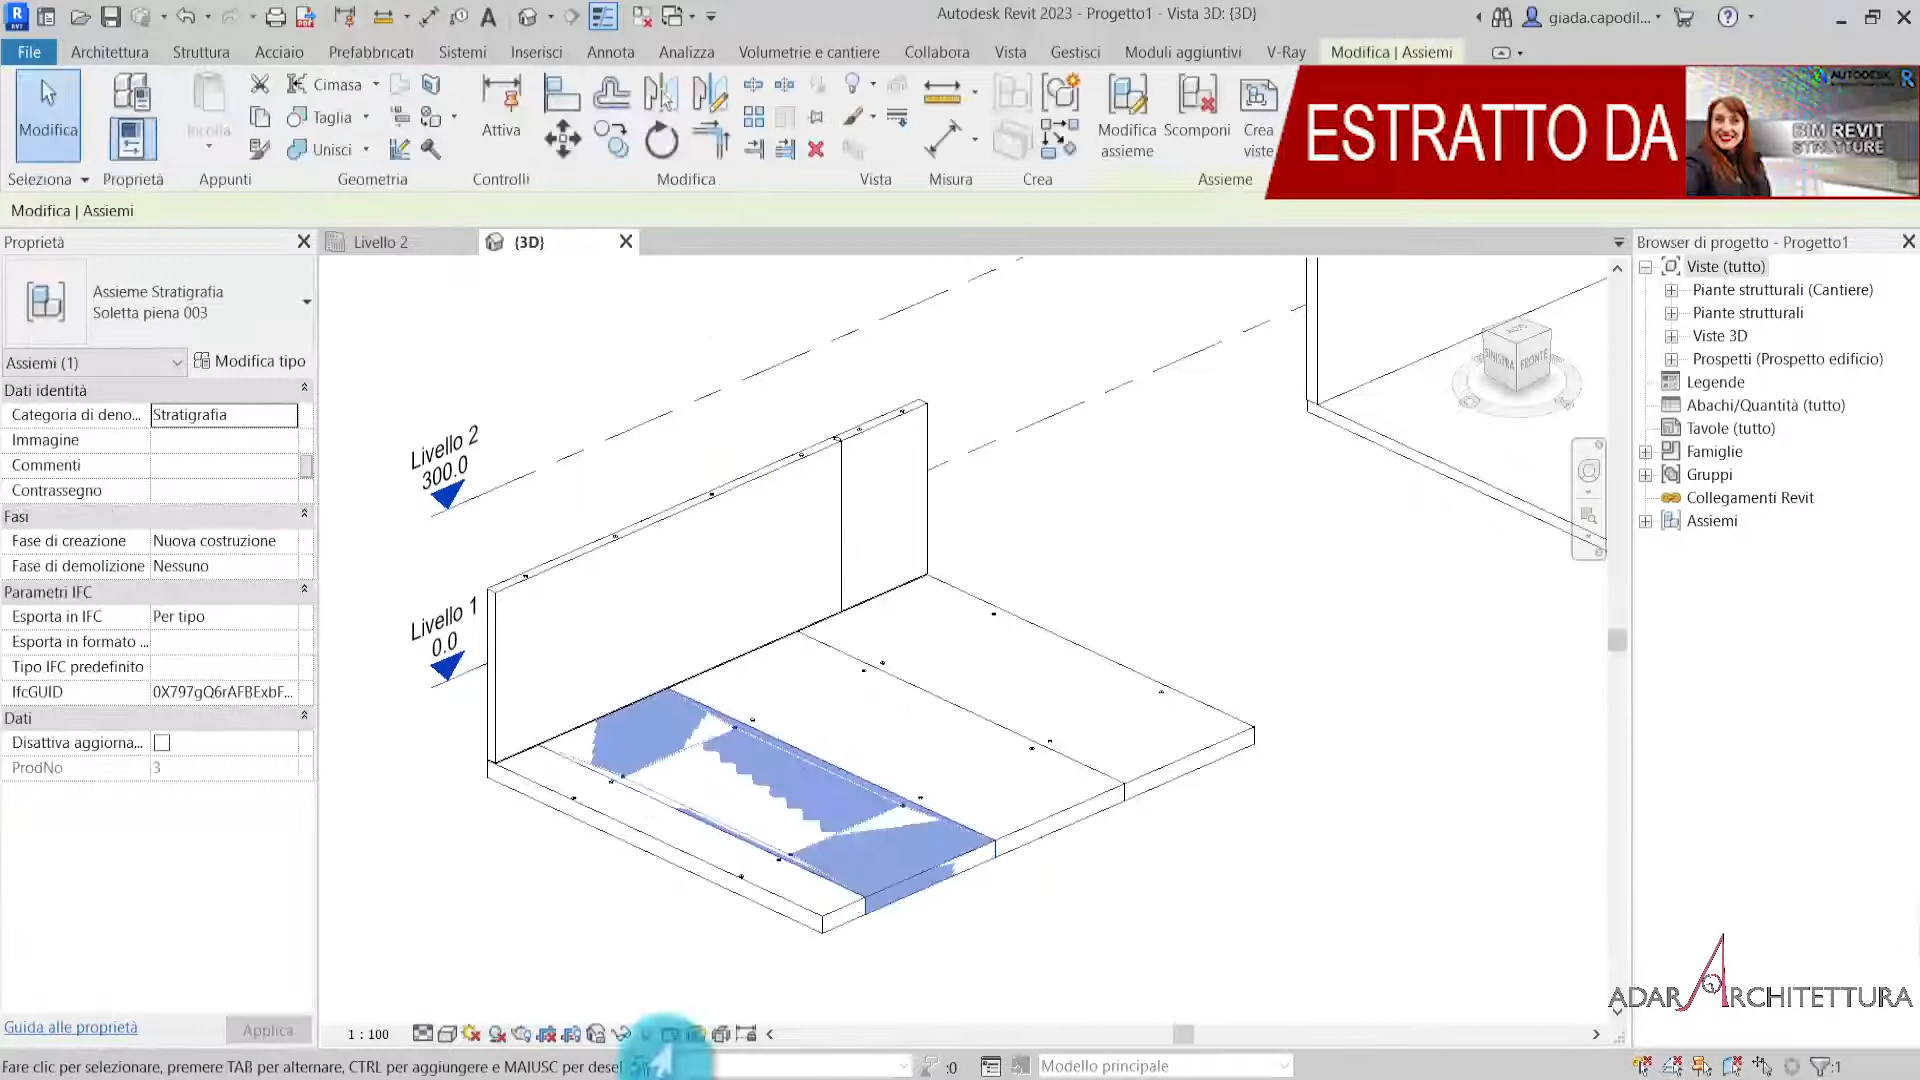 Autodesk Revit 2023 - Progetto1 - Vista 3D: {3D}
giada.capodil...
File Architettura Struttura Acciaio Prefabbricati Sistemi Inserisci Annota Analizza Volumetrie e cantiere Collabora Vista Gestisci Moduli aggiuntivi V-Ray Modifica | Assiemi
Modifica
Incolla
Cimasa
Taglia
Unisci
Attiva
Modifica assieme
Scomponi
Crea viste
ESTRATTO DA
AUTODESK
BIM REVIT
STRUTTURE
Seleziona Proprietà Appunti Geometria Controlli Modifica Vista Misura Crea Assieme
Modifica | Assiemi
Proprietà
Livello 2
{3D}
Browser di progetto - Progetto1
Assieme Stratigrafia
Soletta piena 003
Assiemi (1)
Modifica tipo
Dati identità
Categoria di deno... Stratigrafia
Immagine
Commenti
Contrassegno
Fasi
Fase di creazione Nuova costruzione
Fase di demolizione Nessuno
Parametri IFC
Esporta in IFC Per tipo
Esporta in formato ...
Tipo IFC predefinito
IfcGUID 0X797gQ6rAFBExbF...
Dati
Disattiva aggiorna...
ProdNo 3
Guida alle proprietà
Applica
Livello 2
300.0
Livello 1
0.0
ALTO
SINISTRA
FRONTE
Viste (tutto)
Piante strutturali (Cantiere)
Piante strutturali
Viste 3D
Prospetti (Prospetto edificio)
Legende
Abachi/Quantità (tutto)
Tavole (tutto)
Famiglie
Gruppi
Collegamenti Revit
Assiemi
ADARARCHITETTURA
1 : 100
Fare clic per selezionare, premere TAB per alternare, CTRL per aggiungere e MAIUSC per desel
:0
Modello principale
:1